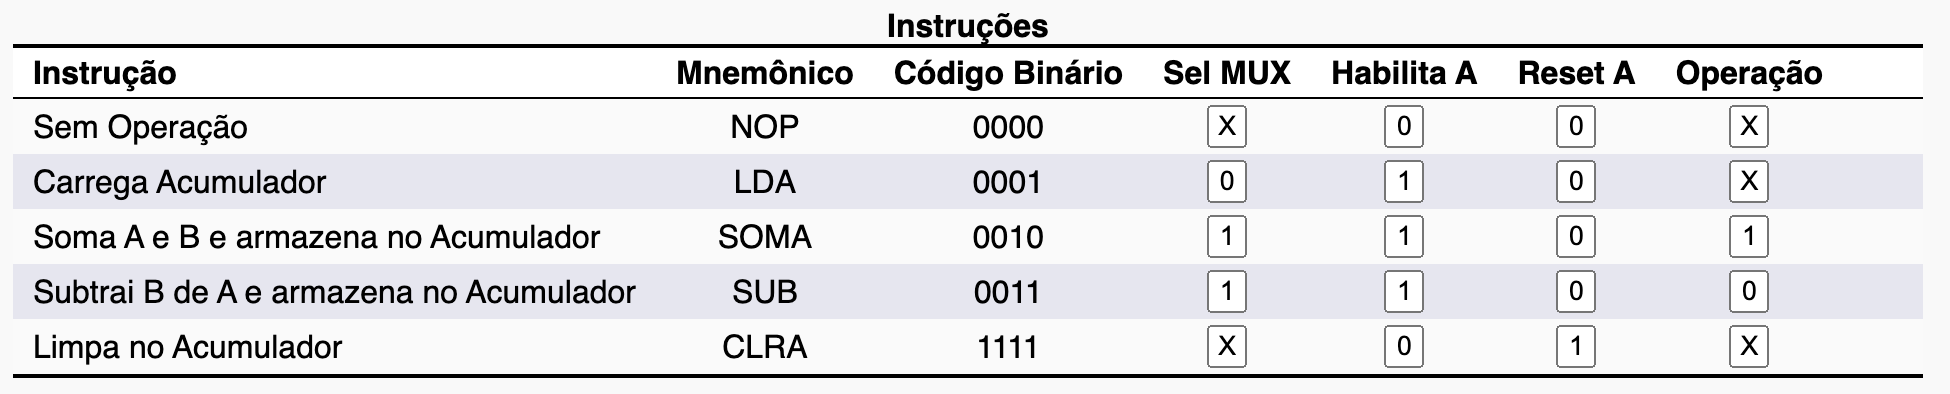 Instruções
Instrução Mnemônico Código Binário Sel MUX Habilita A Reset A Operação
Sem Operação NOP 0000 X 0 0 X
Carrega Acumulador LDA 0001 0 1 0 X
Soma A e B e armazena no Acumulador SOMA 0010 1 1 0 1
Subtrai B de A e armazena no Acumulador SUB 0011 1 1 0 0
Limpa no Acumulador CLRA 1111 X 0 1 X